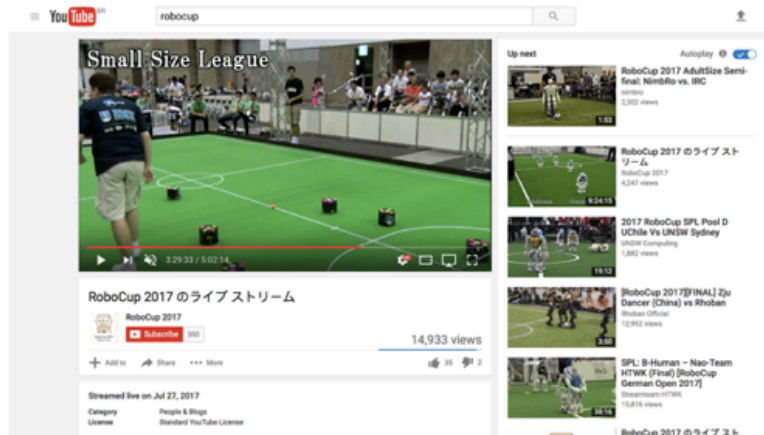 YouTube
robocup
Small Size League
3:29:33 / 5:02:14
RoboCup 2017 のライブ ストリーム
RoboCup 2017
Subscribe 350
14,933 views
Add to Share More
35 2
Streamed live on Jul 27, 2017
Category People & Blogs
License Standard YouTube License
Up next Autoplay
RoboCup 2017 AdultSize Semi-
final: NimbRo vs. IRC
nimbro
2,302 views
1:53
RoboCup 2017 のライブ スト
リーム
RoboCup 2017
4,247 views
9:24:15
2017 RoboCup SPL Pool D
UChile Vs UNSW Sydney
UNSW Computing
1,882 views
19:12
[RoboCup 2017][FINAL] Zju
Dancer (China) vs Rhoban
Rhoban Officiel
12,992 views
3:50
SPL: B-Human – Nao-Team
HTWK (Final) [RoboCup
German Open 2017]
Streamteam HTWK
15,816 views
38:16
RoboCup 2017 のライブ スト